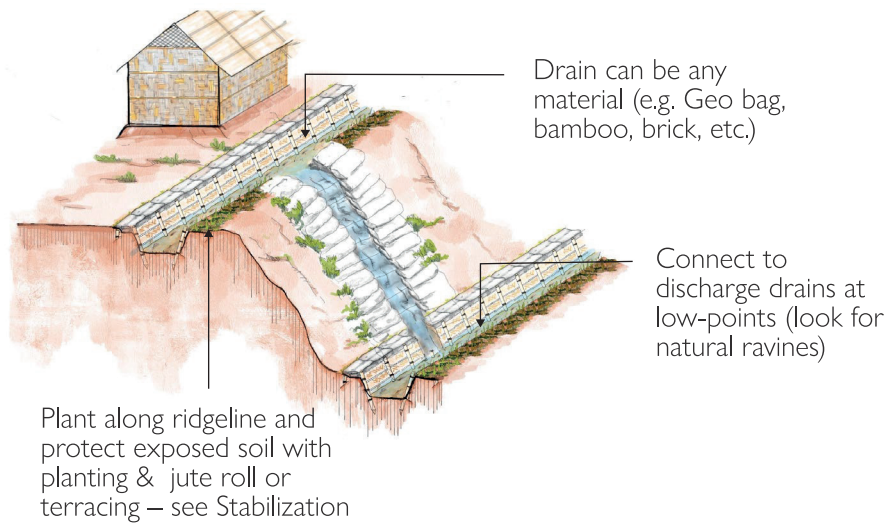 Drain can be any
material (e.g. Geo bag,
bamboo, brick, etc.)
Connect to
discharge drains at
low-points (look for
natural ravines)
Plant along ridgeline and
protect exposed soil with
planting & jute roll or
terracing – see Stabilization